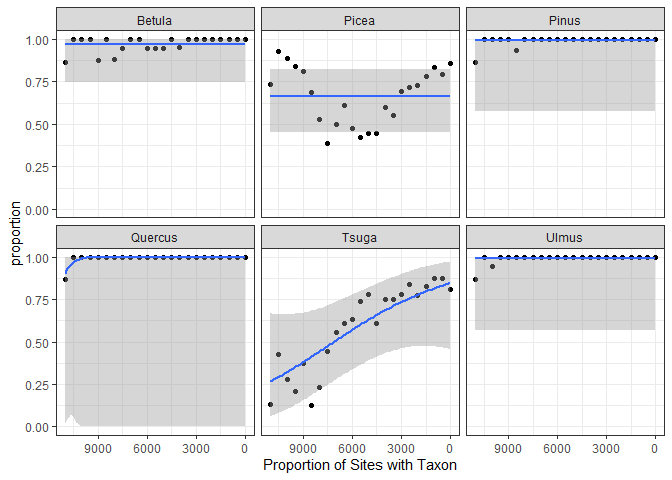 Betula Picea Pinus
1.00
0.75
0.50
0.25
0.00
Quercus Tsuga Ulmus
1.00
0.75
0.50
0.25
0.00
proportion
9000 6000 3000 0 9000 6000 3000 0 9000 6000 3000 0
Proportion of Sites with Taxon